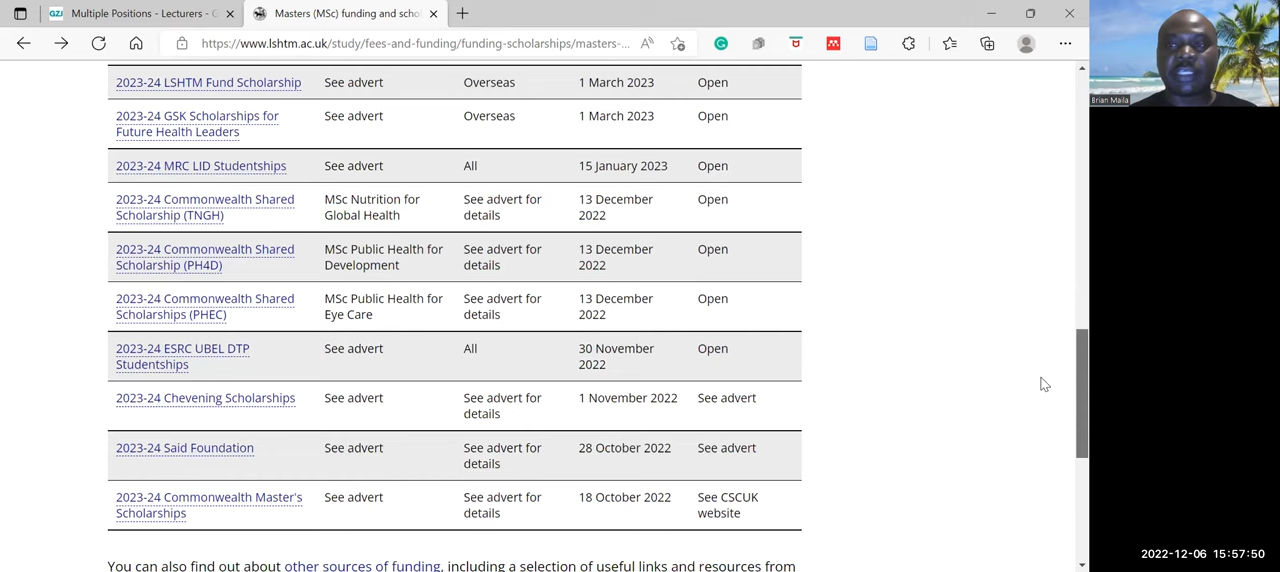 Multiple Positions - Lecturers - G
Masters (MSc) funding and scho
https://www.lshtm.ac.uk/study/fees-and-funding/funding-scholarships/masters-...
Brian Maila
2023-24 LSHTM Fund Scholarship See advert Overseas 1 March 2023 Open
2023-24 GSK Scholarships for See advert Overseas 1 March 2023 Open
Future Health Leaders
2023-24 MRC LID Studentships See advert All 15 January 2023 Open
2023-24 Commonwealth Shared MSc Nutrition for See advert for 13 December Open
Scholarship (TNGH) Global Health details 2022
2023-24 Commonwealth Shared MSc Public Health for See advert for 13 December Open
Scholarship (PH4D) Development details 2022
2023-24 Commonwealth Shared MSc Public Health for See advert for 13 December Open
Scholarships (PHEC) Eye Care details 2022
2023-24 ESRC UBEL DTP See advert All 30 November Open
Studentships 2022
2023-24 Chevening Scholarships See advert See advert for 1 November 2022 See advert
details
2023-24 Said Foundation See advert See advert for 28 October 2022 See advert
details
2023-24 Commonwealth Master's See advert See advert for 18 October 2022 See CSCUK
Scholarships details website
You can also find out about other sources of funding, including a selection of useful links and resources from
2022-12-06 15:57:50